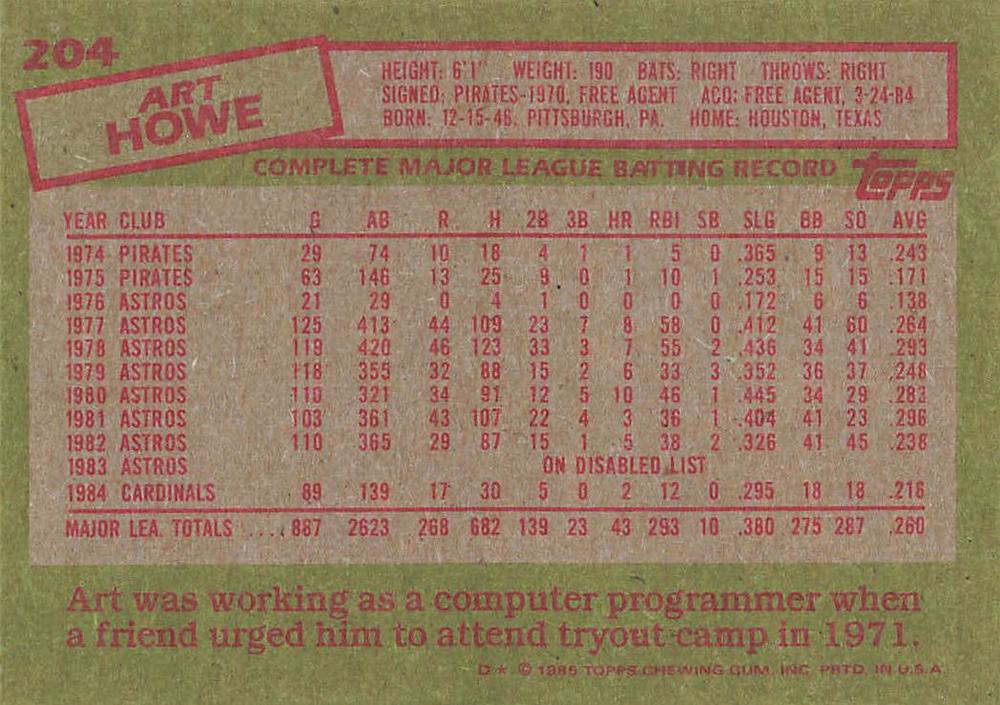 204
ART
HOWE
HEIGHT: 6'1" WEIGHT: 190 BATS: RIGHT THROWS: RIGHT
SIGNED: PIRATES-1970, FREE AGENT ACQ: FREE AGENT, 3-24-84
BORN: 12-15-46, PITTSBURGH, PA. HOME: HOUSTON, TEXAS
COMPLETE MAJOR LEAGUE BATTING RECORD
TOPPS
YEAR CLUB G AB R H 2B 3B HR RBI SB SLG BB SO AVG
1974 PIRATES 29 74 10 18 4 1 1 5 0 .365 9 13 .243
1975 PIRATES 63 146 13 25 9 0 1 10 1 .253 15 15 .171
1976 ASTROS 21 29 0 4 1 0 0 0 0 .172 6 6 .138
1977 ASTROS 125 413 44 109 23 7 8 58 0 .412 41 60 .264
1978 ASTROS 119 420 46 123 33 3 7 55 2 .436 34 41 .293
1979 ASTROS 118 355 32 88 15 2 6 33 3 .352 36 37 .248
1980 ASTROS 110 321 34 91 12 5 10 46 1 .445 34 29 .283
1981 ASTROS 103 361 43 107 22 4 3 36 1 .404 41 23 .296
1982 ASTROS 110 365 29 87 15 1 5 38 2 .326 41 45 .238
1983 ASTROS ON DISABLED LIST
1984 CARDINALS 89 139 17 30 5 0 2 12 0 .295 18 18 .216
MAJOR LEA. TOTALS .... 887 2623 268 682 139 23 43 293 10 .380 275 287 .260
Art was working as a computer programmer when
a friend urged him to attend tryout camp in 1971.
D★ © 1985 TOPPS CHEWING GUM, INC. PRTD. IN U.S.A.